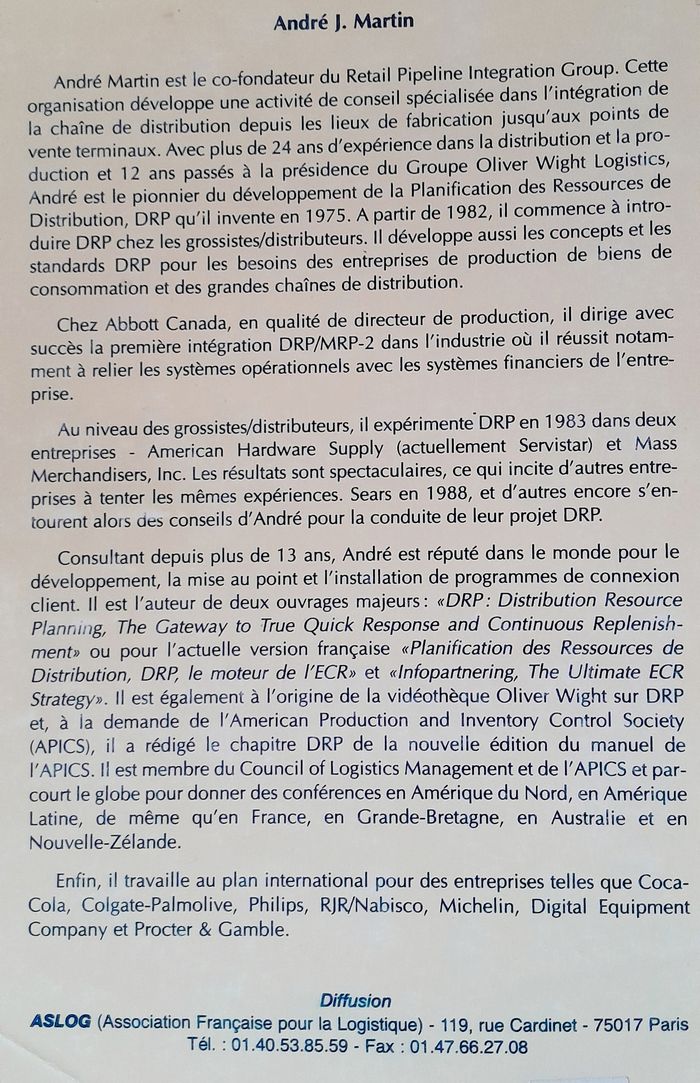 André J. Martin
André Martin est le co-fondateur du Retail Pipeline Integration Group. Cette
organisation développe une activité de conseil spécialisée dans l'intégration de
la chaîne de distribution depuis les lieux de fabrication jusqu'aux points de
vente terminaux. Avec plus de 24 ans d'expérience dans la distribution et la pro-
duction et 12 ans passés à la présidence du Groupe Oliver Wight Logistics,
André est le pionnier du développement de la Planification des Ressources de
Distribution, DRP qu'il invente en 1975. A partir de 1982, il commence à intro-
duire DRP chez les grossistes/distributeurs. Il développe aussi les concepts et les
standards DRP pour les besoins des entreprises de production de biens de
consommation et des grandes chaînes de distribution.
Chez Abbott Canada, en qualité de directeur de production, il dirige avec
succès la première intégration DRP/MRP-2 dans l'industrie où il réussit notam-
ment à relier les systèmes opérationnels avec les systèmes financiers de l'entre-
prise.
Au niveau des grossistes/distributeurs, il expérimente DRP en 1983 dans deux
entreprises - American Hardware Supply (actuellement Servistar) et Mass
Merchandisers, Inc. Les résultats sont spectaculaires, ce qui incite d'autres entre-
prises à tenter les mêmes expériences. Sears en 1988, et d'autres encore s'en-
tourent alors des conseils d'André pour la conduite de leur projet DRP.
Consultant depuis plus de 13 ans, André est réputé dans le monde pour le
développement, la mise au point et l'installation de programmes de connexion
client. Il est l'auteur de deux ouvrages majeurs : «DRP : Distribution Resource
Planning, The Gateway to True Quick Response and Continuous Replenish-
ment» ou pour l'actuelle version française «Planification des Ressources de
Distribution, DRP, le moteur de l'ECR» et «Infopartnering, The Ultimate ECR
Strategy». Il est également à l'origine de la vidéothèque Oliver Wight sur DRP
et, à la demande de l'American Production and Inventory Control Society
(APICS), il a rédigé le chapitre DRP de la nouvelle édition du manuel de
l'APICS. Il est membre du Council of Logistics Management et de l'APICS et par-
court le globe pour donner des conférences en Amérique du Nord, en Amérique
Latine, de même qu'en France, en Grande-Bretagne, en Australie et en
Nouvelle-Zélande.
Enfin, il travaille au plan international pour des entreprises telles que Coca-
Cola, Colgate-Palmolive, Philips, RJR/Nabisco, Michelin, Digital Equipment
Company et Procter & Gamble.
Diffusion
ASLOG (Association Française pour la Logistique) - 119, rue Cardinet - 75017 Paris
Tél. : 01.40.53.85.59 - Fax : 01.47.66.27.08